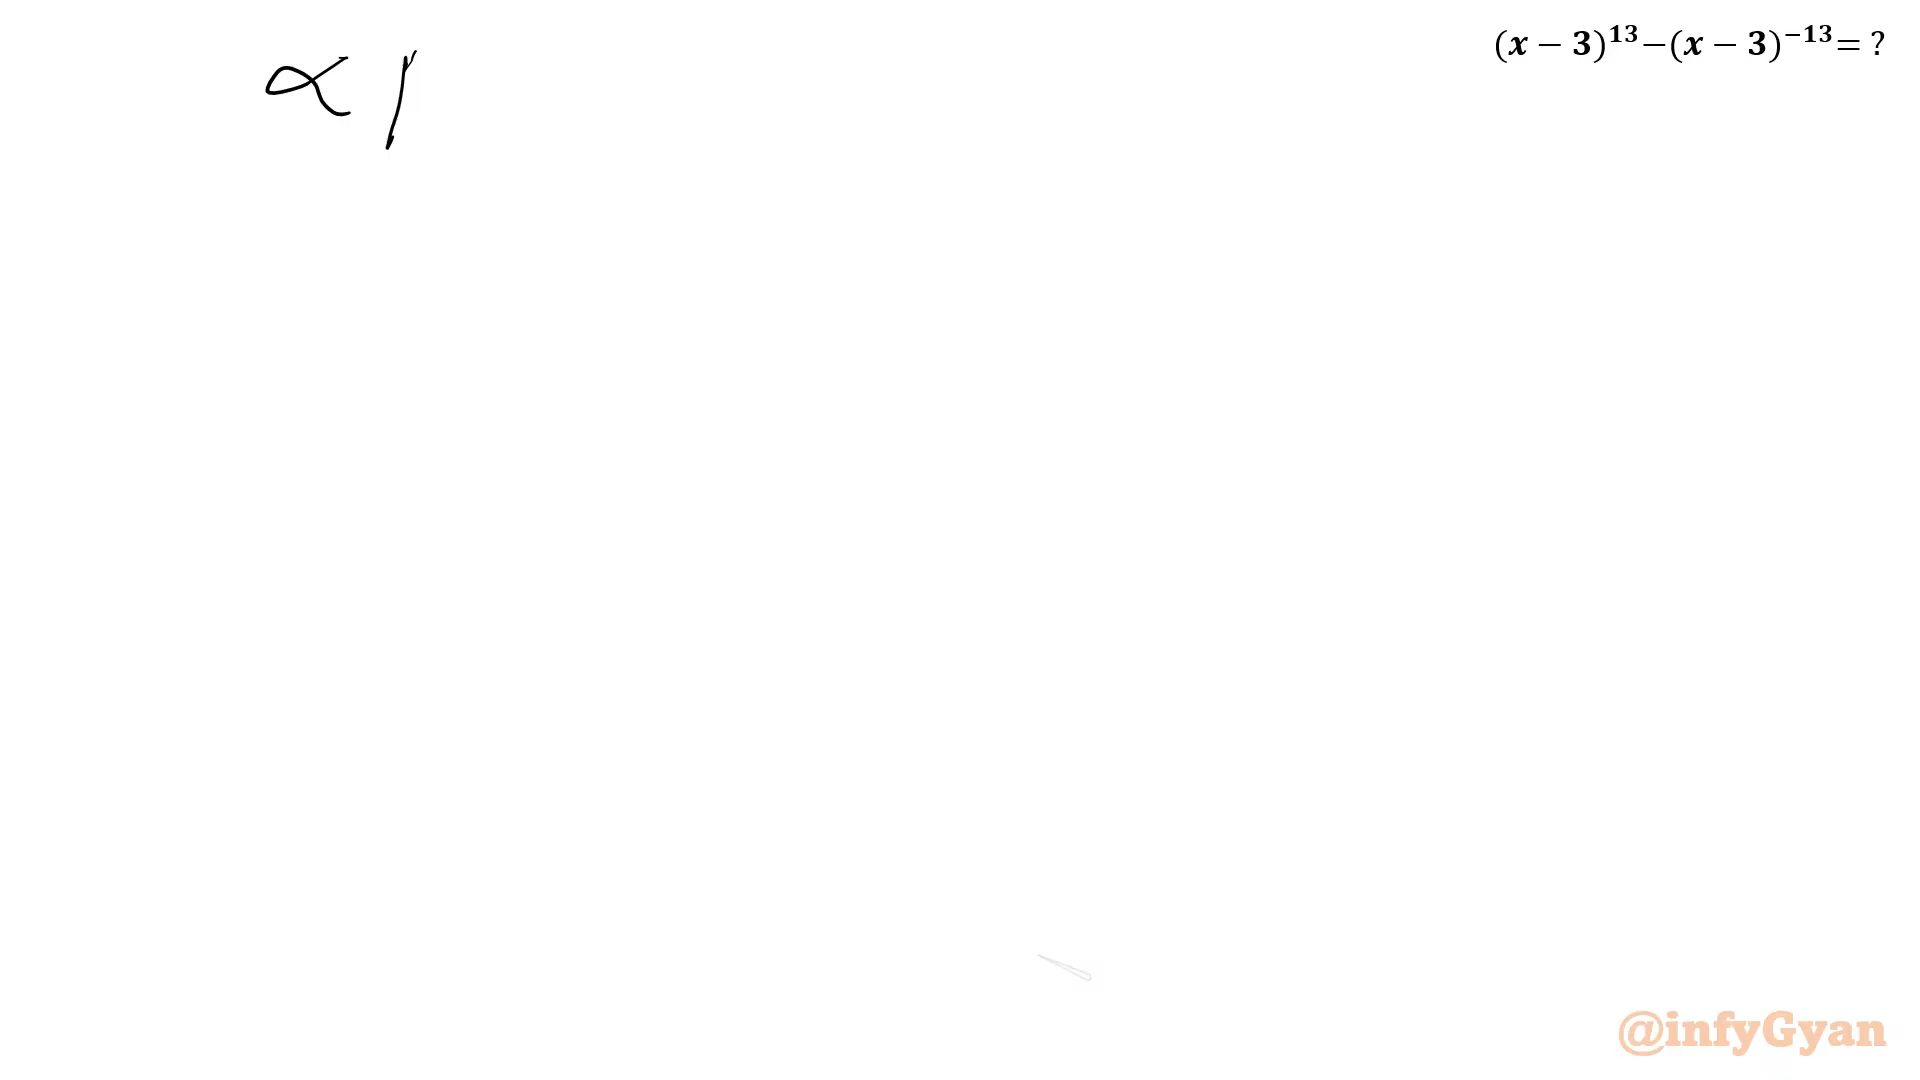 (x − 3)¹³−(x − 3)⁻¹³= ?
∝
@infyGyan